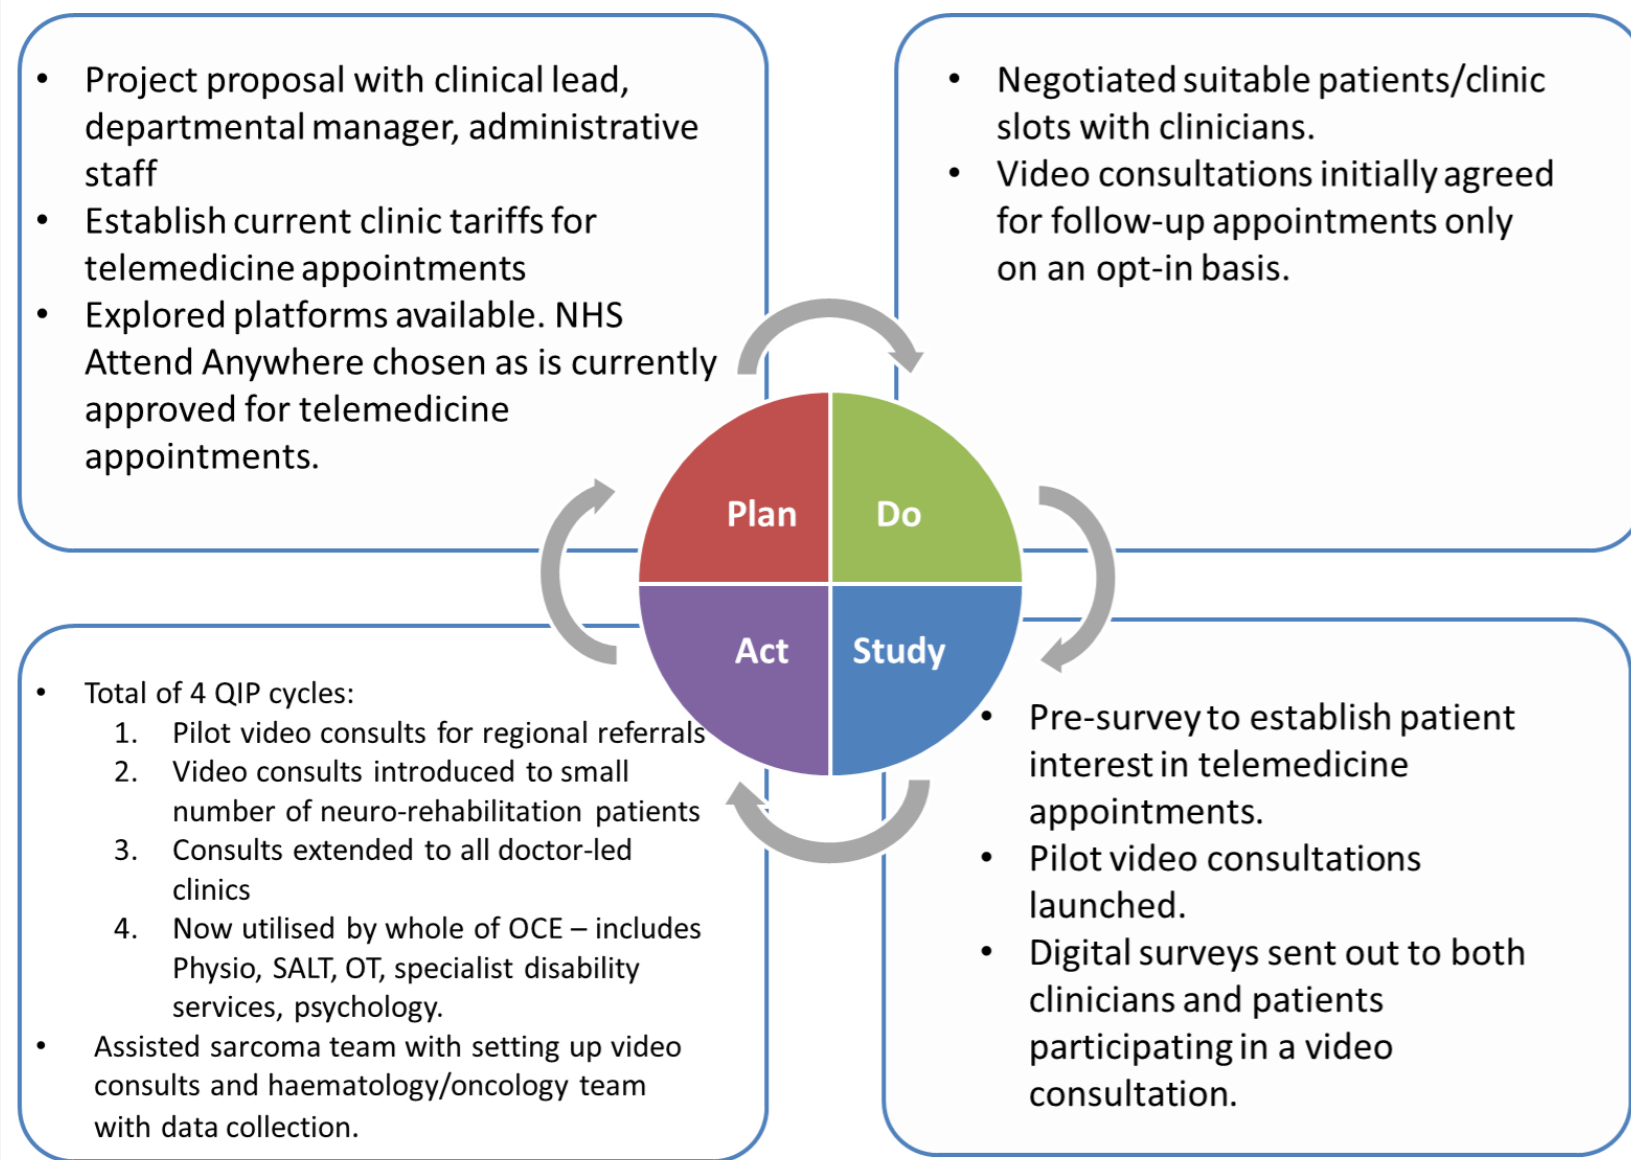 • Project proposal with clinical lead,
departmental manager, administrative
staff
• Establish current clinic tariffs for
telemedicine appointments
• Explored platforms available. NHS
Attend Anywhere chosen as is currently
approved for telemedicine
appointments.
• Negotiated suitable patients/clinic
slots with clinicians.
• Video consultations initially agreed
for follow-up appointments only
on an opt-in basis.
Plan
Do
Act
Study
• Total of 4 QIP cycles:
1. Pilot video consults for regional referrals
2. Video consults introduced to small
number of neuro-rehabilitation patients
3. Consults extended to all doctor-led
clinics
4. Now utilised by whole of OCE – includes
Physio, SALT, OT, specialist disability
services, psychology.
• Assisted sarcoma team with setting up video
consults and haematology/oncology team
with data collection.
• Pre-survey to establish patient
interest in telemedicine
appointments.
• Pilot video consultations
launched.
• Digital surveys sent out to both
clinicians and patients
participating in a video
consultation.